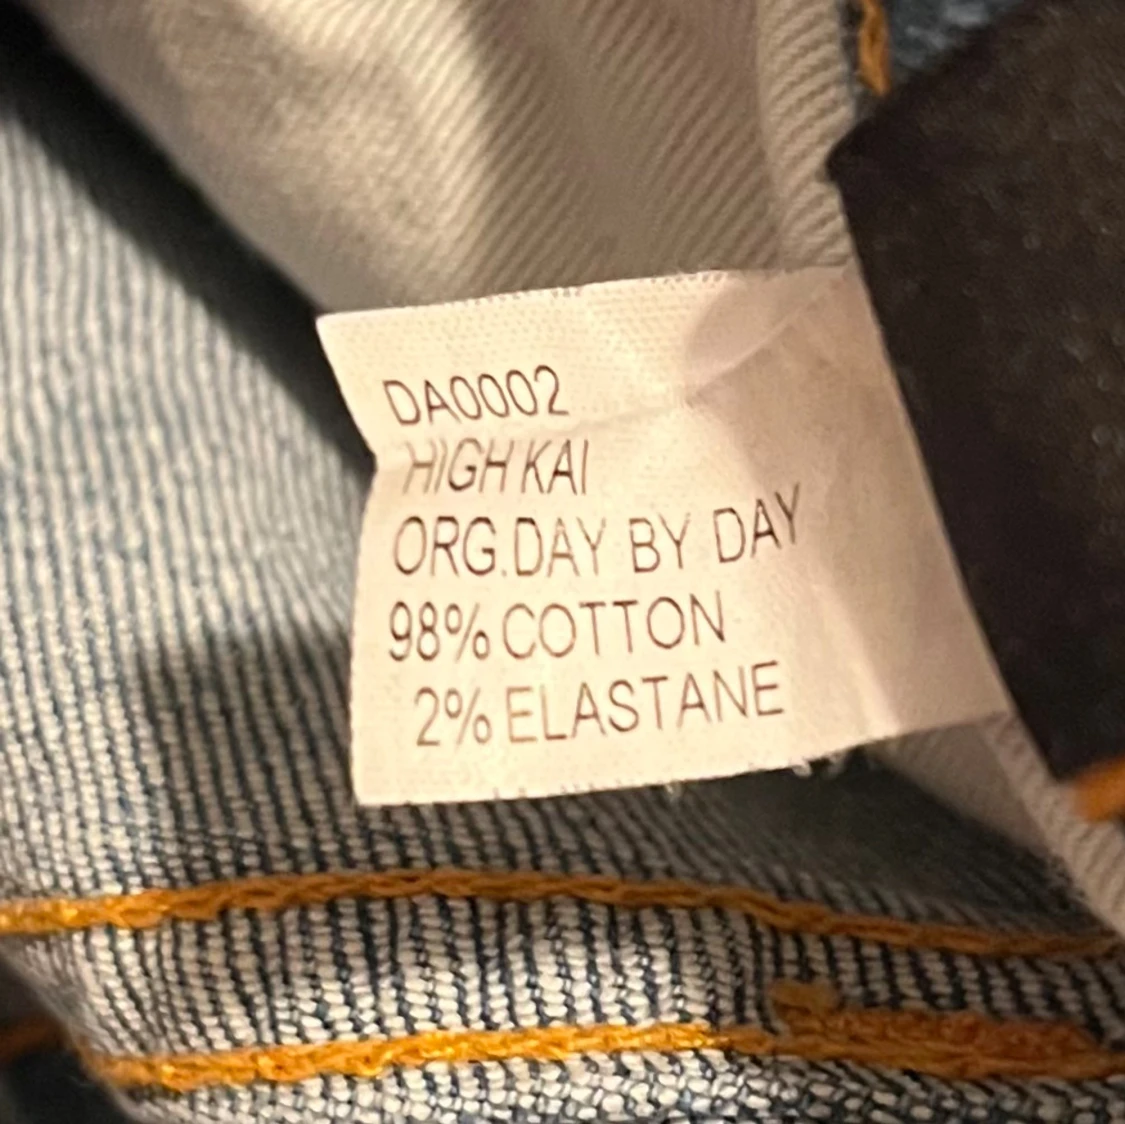 DA0002
HIGH KAI
ORG.DAY BY DAY
98% COTTON
2% ELASTANE